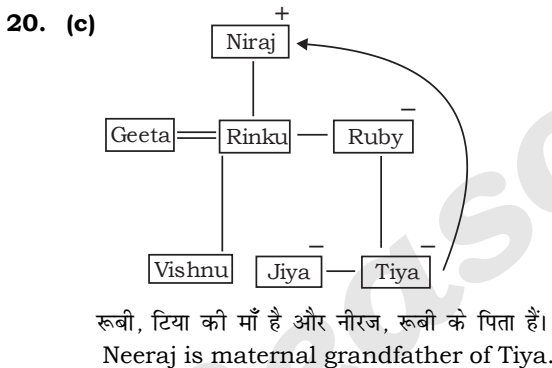 20. (c)
+
Niraj
Geeta Rinku — Ruby –
Vishnu Jiya – — Tiya –
रूबी, टिया की माँ है और नीरज, रूबी के पिता हैं।
Neeraj is maternal grandfather of Tiya.